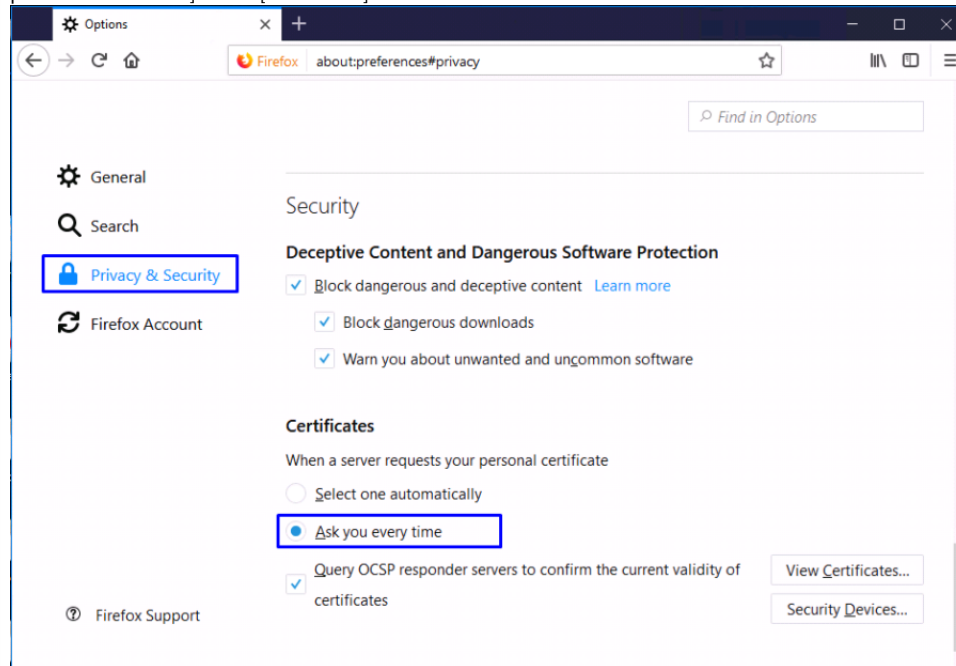 Options
Firefox about:preferences#privacy
Find in Options
General
Security
Search
Deceptive Content and Dangerous Software Protection
Privacy & Security
Block dangerous and deceptive content Learn more
Firefox Account
Block dangerous downloads
Warn you about unwanted and uncommon software
Certificates
When a server requests your personal certificate
Select one automatically
Ask you every time
Query OCSP responder servers to confirm the current validity of
certificates
View Certificates...
Security Devices...
Firefox Support